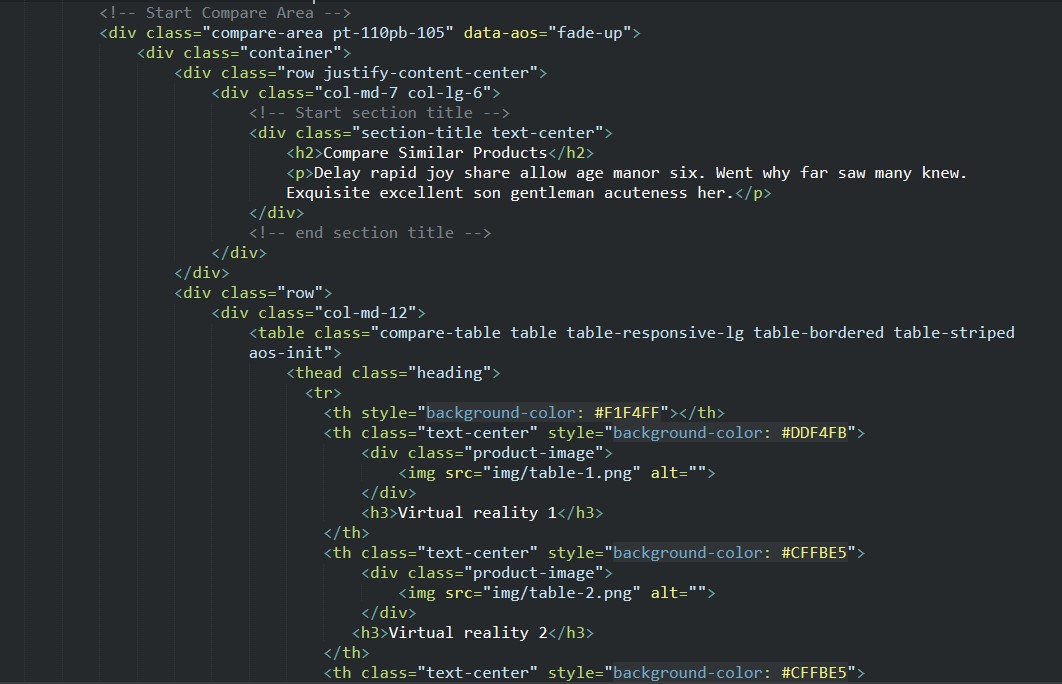 <!-- Start Compare Area -->
<div class="compare-area pt-110pb-105" data-aos="fade-up">
<div class="container">
<div class="row justify-content-center">
<div class="col-md-7 col-lg-6">
<!-- Start section title -->
<div class="section-title text-center">
<h2>Compare Similar Products</h2>
<p>Delay rapid joy share allow age manor six. Went why far saw many knew.
Exquisite excellent son gentleman acuteness her.</p>
</div>
<!-- end section title -->
</div>
</div>
<div class="row">
<div class="col-md-12">
<table class="compare-table table table-responsive-lg table-bordered table-striped
aos-init">
<thead class="heading">
<tr>
<th style="background-color: #F1F4FF"></th>
<th class="text-center" style="background-color: #DDF4FB">
<div class="product-image">
<img src="img/table-1.png" alt="">
</div>
<h3>Virtual reality 1</h3>
</th>
<th class="text-center" style="background-color: #CFFBE5">
<div class="product-image">
<img src="img/table-2.png" alt="">
</div>
<h3>Virtual reality 2</h3>
</th>
<th class="text-center" style="background-color: #CFFBE5">